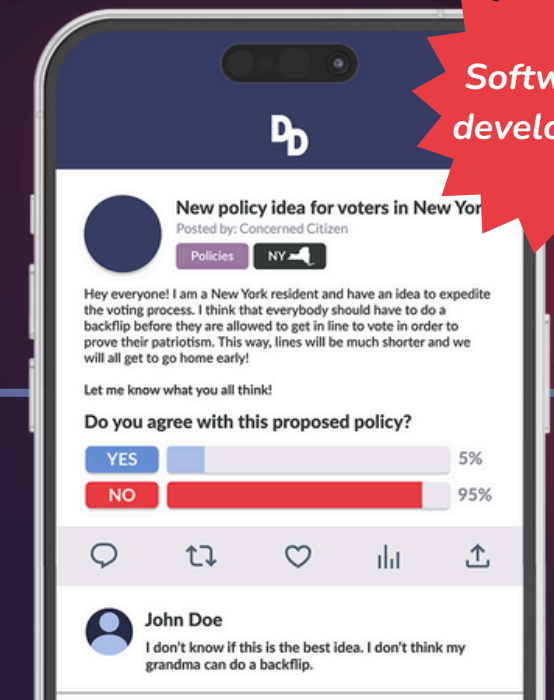 DD
New policy idea for voters in New Yor
Posted by: Concerned Citizen
Policies NY
Hey everyone! I am a New York resident and have an idea to expedite
the voting process. I think that everybody should have to do a
backflip before they are allowed to get in line to vote in order to
prove their patriotism. This way, lines will be much shorter and we
will all get to go home early!
Let me know what you all think!
Do you agree with this proposed policy?
YES 5%
NO 95%
John Doe
I don't know if this is the best idea. I don't think my
grandma can do a backflip.
Softw
develo